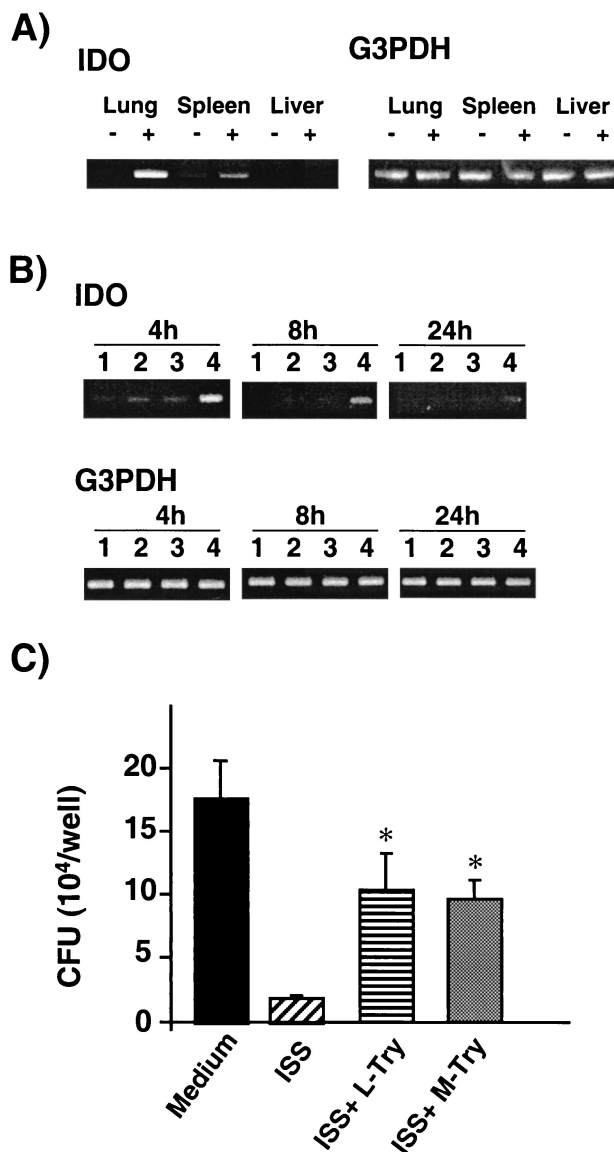 A)
IDO
G3PDH
Lung Spleen Liver
- + - + - +
Lung Spleen Liver
- + - + - +
B)
IDO
4h 8h 24h
1 2 3 4 1 2 3 4 1 2 3 4
G3PDH
4h 8h 24h
1 2 3 4 1 2 3 4 1 2 3 4
C)
CFU (10⁴/well)
20
15
10
5
0
* *
Medium
ISS
ISS+ L-Try
ISS+ M-Try